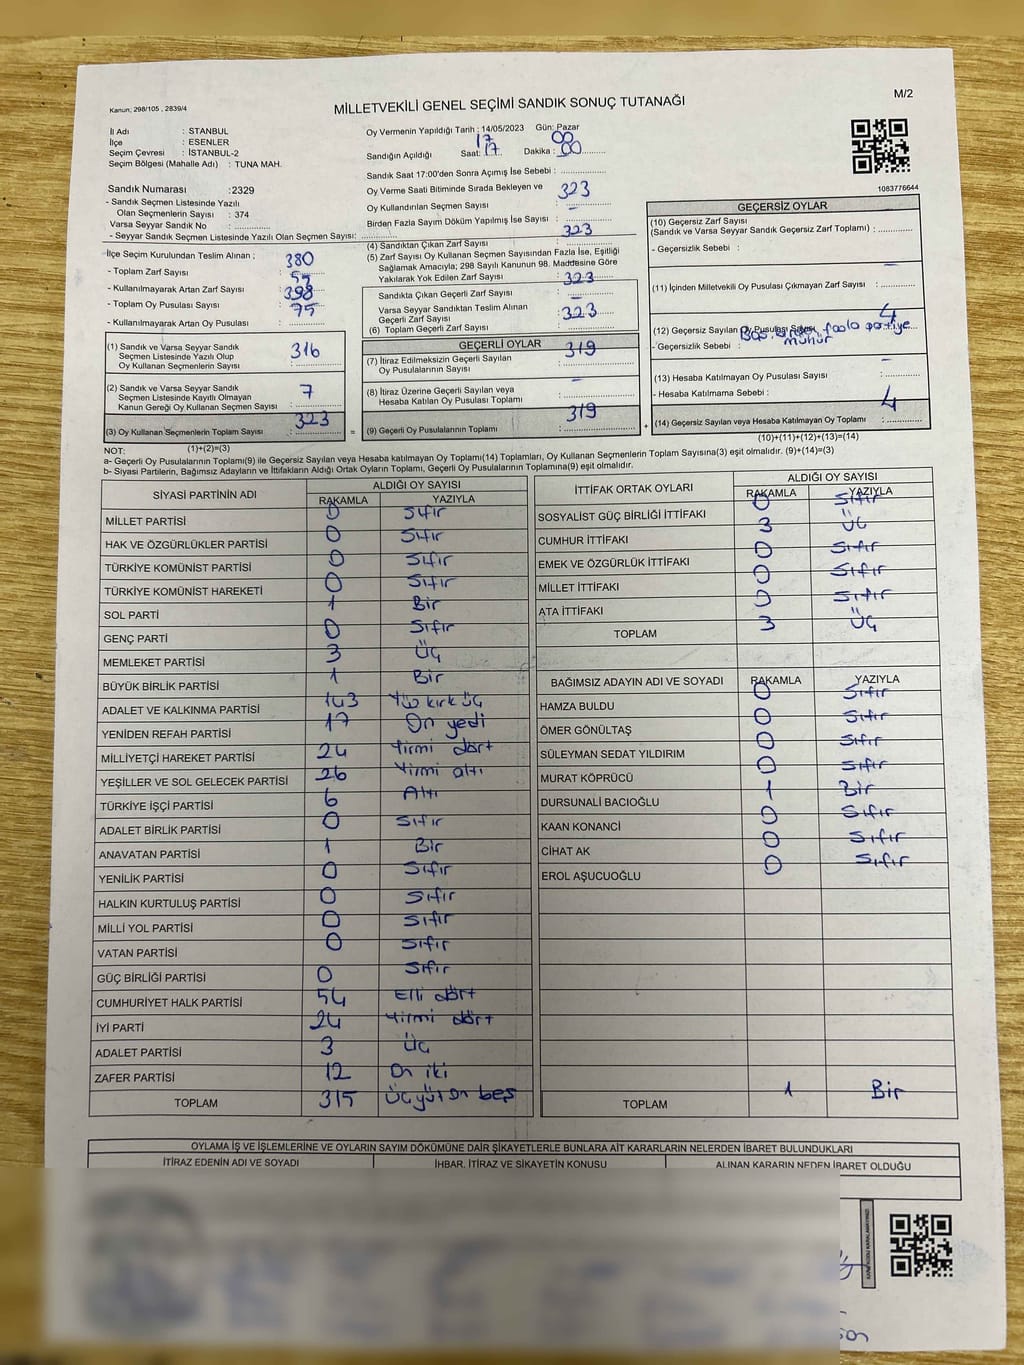 Kanun; 298/105 , 2839/4
MİLLETVEKİLİ GENEL SEÇİMİ SANDIK SONUÇ TUTANAĞI
M/2
İl Adı : STANBUL
İlçe : ESENLER
Seçim Çevresi : İSTANBUL-2
Seçim Bölgesi (Mahalle Adı) : TUNA MAH.
Oy Vermenin Yapıldığı Tarih : 14/05/2023 Gün: Pazar
17 00
Sandığın Açıldığı Saat: 17 Dakika : 00
Sandık Saat 17:00'den Sonra Açımış İse Sebebi :
Oy Verme Saati Bitiminde Sırada Bekleyen ve 323
Oy Kullandırılan Seçmen Sayısı : –
Birden Fazla Sayım Döküm Yapılmış İse Sayısı : 323
1083776644
Sandık Numarası :2329
- Sandık Seçmen Listesinde Yazılı
Olan Seçmenlerin Sayısı : 374
Varsa Seyyar Sandık No :
- Seyyar Sandık Seçmen Listesinde Yazılı Olan Seçmen Sayısı:
İlçe Seçim Kurulundan Teslim Alınan ; 380
- Toplam Zarf Sayısı : 57
- Kullanılmayarak Artan Zarf Sayısı : 398
- Toplam Oy Pusulası Sayısı : 75
- Kullanılmayarak Artan Oy Pusulası :
(1) Sandık ve Varsa Seyyar Sandık
Seçmen Listesinde Yazılı Olup
Oy Kullanan Seçmenlerin Sayısı : 316
(2) Sandık ve Varsa Seyyar Sandık
Seçmen Listesinde Kayıtlı Olmayan
Kanun Gereği Oy Kullanan Seçmen Sayısı : 7
(3) Oy Kullanan Seçmenlerin Toplam Sayısı : 323
(1)+(2)=(3)
(4) Sandıktan Çıkan Zarf Sayısı :
(5) Zarf Sayısı Oy Kullanan Seçmen Sayısından Fazla İse, Eşitliği
Sağlamak Amacıyla; 298 Sayılı Kanunun 98. Maddesine Göre
Yakılarak Yok Edilen Zarf Sayısı : 323
Sandıkta Çıkan Geçerli Zarf Sayısı : –
Varsa Seyyar Sandıktan Teslim Alınan
Geçerli Zarf Sayısı : 323
(6) Toplam Geçerli Zarf Sayısı :
GEÇERLİ OYLAR
(7) İtiraz Edilmeksizin Geçerli Sayılan
Oy Pusulalarının Sayısı : 319
(8) İtiraz Üzerine Geçerli Sayılan veya
Hesaba Katılan Oy Pusulası Toplamı : –
(9) Geçerli Oy Pusulalarının Toplamı : 319
GEÇERSİZ OYLAR
(10) Geçersiz Zarf Sayısı
(Sandık ve Varsa Seyyar Sandık Geçersiz Zarf Toplamı) :
- Geçersizlik Sebebi :
(11) İçinden Milletvekili Oy Pusulası Çıkmayan Zarf Sayısı :
(12) Geçersiz Sayılan Oy Pusulası Sayısı : 4
- Geçersizlik Sebebi : fazla partiye
mühür
(13) Hesaba Katılmayan Oy Pusulası Sayısı : –
- Hesaba Katılmama Sebebi :
(14) Geçersiz Sayılan veya Hesaba Katılmayan Oy Toplamı : 4
(10)+(11)+(12)+(13)=(14)
NOT:
a- Geçerli Oy Pusulalarının Toplam(9) ile Geçersiz Sayılan veya Hesaba katılmayan Oy Toplam(14) Toplamları, Oy Kullanan Seçmenlerin Toplam Sayısına(3) eşit olmalıdır. (9)+(14)=(3)
b- Siyasi Partilerin, Bağımsız Adayların ve İttifakların Aldığı Ortak Oyların Toplamı, Geçerli Oy Pusulalarının Toplamına(9) eşit olmalıdır.
SİYASİ PARTİNİN ADI ALDIĞI OY SAYISI
RAKAMLA YAZIYLA
MİLLET PARTİSİ 0 Sıfır
HAK VE ÖZGÜRLÜKLER PARTİSİ 0 Sıfır
TÜRKİYE KOMÜNİST PARTİSİ 0 Sıfır
TÜRKİYE KOMÜNİST HAREKETİ 0 Sıfır
SOL PARTİ 1 Bir
GENÇ PARTİ 0 Sıfır
MEMLEKET PARTİSİ 3 Üç
BÜYÜK BİRLİK PARTİSİ 1 Bir
ADALET VE KALKINMA PARTİSİ 143 Yüz kırk üç
YENİDEN REFAH PARTİSİ 17 On yedi
MİLLİYETÇİ HAREKET PARTİSİ 24 Yirmi dört
YEŞİLLER VE SOL GELECEK PARTİSİ 26 Yirmi altı
TÜRKİYE İŞÇİ PARTİSİ 6 Altı
ADALET BİRLİK PARTİSİ 0 Sıfır
ANAVATAN PARTİSİ 1 Bir
YENİLİK PARTİSİ 0 Sıfır
HALKIN KURTULUŞ PARTİSİ 0 Sıfır
MİLLİ YOL PARTİSİ 0 Sıfır
VATAN PARTİSİ 0 Sıfır
GÜÇ BİRLİĞİ PARTİSİ 0 Sıfır
CUMHURİYET HALK PARTİSİ 54 Elli dört
İYİ PARTİ 24 Yirmi dört
ADALET PARTİSİ 3 Üç
ZAFER PARTİSİ 12 On iki
TOPLAM 315 Üçyüz on beş
İTTİFAK ORTAK OYLARI ALDIĞI OY SAYISI
RAKAMLA YAZIYLA
SOSYALİST GÜÇ BİRLİĞİ İTTİFAKI 0 Sıfır
CUMHUR İTTİFAKI 3 Üç
EMEK VE ÖZGÜRLÜK İTTİFAKI 0 Sıfır
MİLLET İTTİFAKI 0 Sıfır
ATA İTTİFAKI 0 Sıfır
TOPLAM 3 Üç
BAĞIMSIZ ADAYIN ADI VE SOYADI RAKAMLA YAZIYLA
HAMZA BULDU 0 Sıfır
ÖMER GÖNÜLTAŞ 0 Sıfır
SÜLEYMAN SEDAT YILDIRIM 0 Sıfır
MURAT KÖPRÜCÜ 0 Sıfır
DURSUNALİ BACIOĞLU 1 Bir
KAAN KONANCİ 0 Sıfır
CİHAT AK 0 Sıfır
EROL AŞUCUOĞLU 0 Sıfır
TOPLAM 1 Bir
OYLAMA İŞ VE İŞLEMLERİNE VE OYLARIN SAYIM DÖKÜMÜNE DAİR ŞİKAYETLERLE BUNLARA AİT KARARLARIN NELERDEN İBARET BULUNDUKLARI
İTİRAZ EDENİN ADI VE SOYADI İHBAR, İTİRAZ VE ŞİKAYETİN KONUSU ALINAN KARARIN NEDEN İBARET OLDUĞU